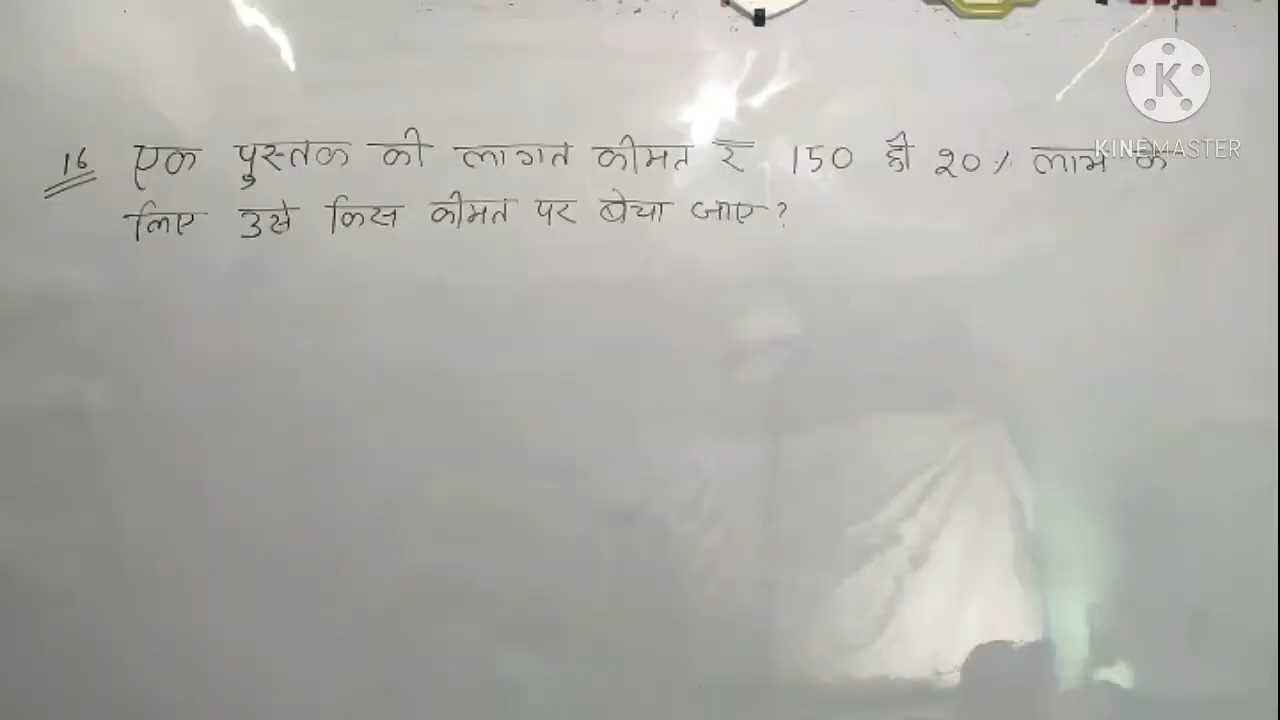 K
KINEMASTER
16 एक पुस्तक की लागत कीमत ₹ 150 ही 20% लाभ के
लिए उसे किस कीमत पर बेचा जाए?